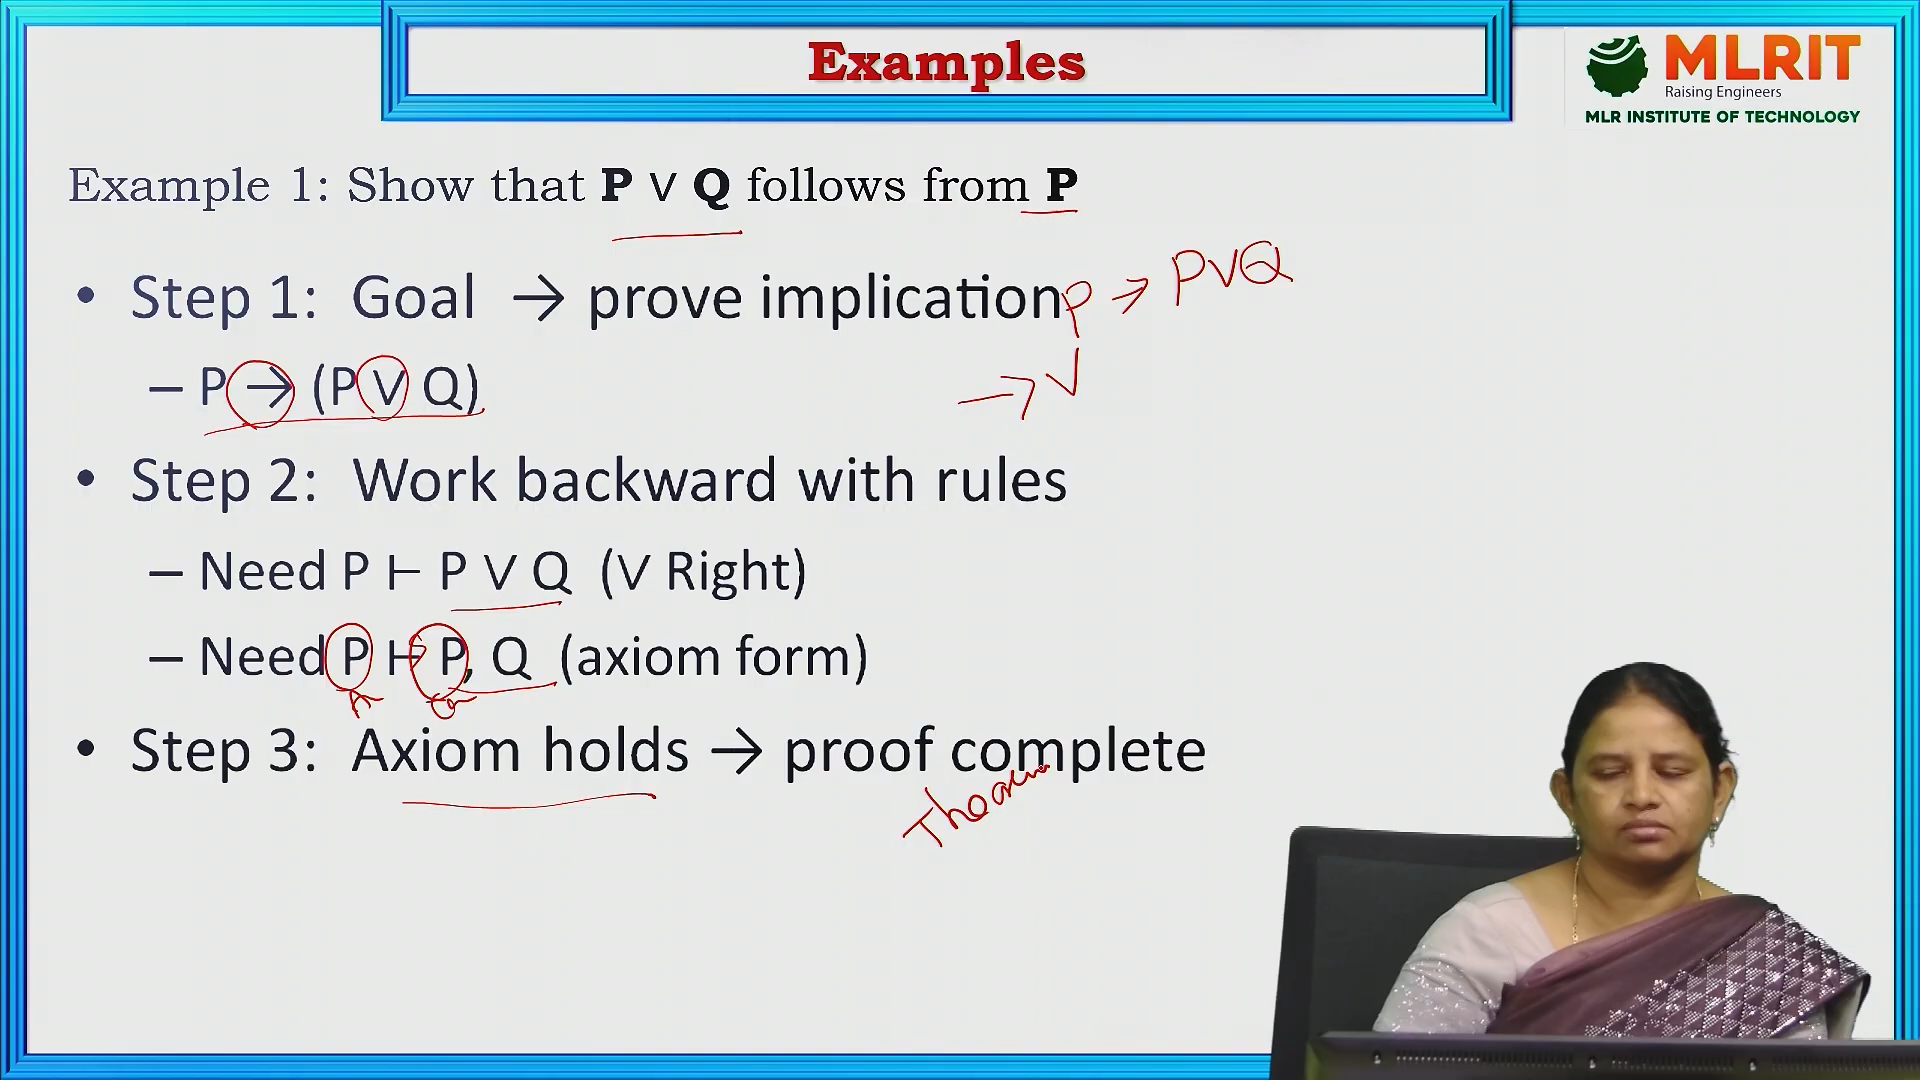 Examples
MLRIT
Raising Engineers
MLR INSTITUTE OF TECHNOLOGY
Example 1: Show that P ∨ Q follows from P
• Step 1: Goal → prove implication
P → P∨Q
– P → (P ∨ Q)
→ ∨
• Step 2: Work backward with rules
– Need P ⊢ P ∨ Q (∨ Right)
– Need P ⊢ P, Q (axiom form)
• Step 3: Axiom holds → proof complete